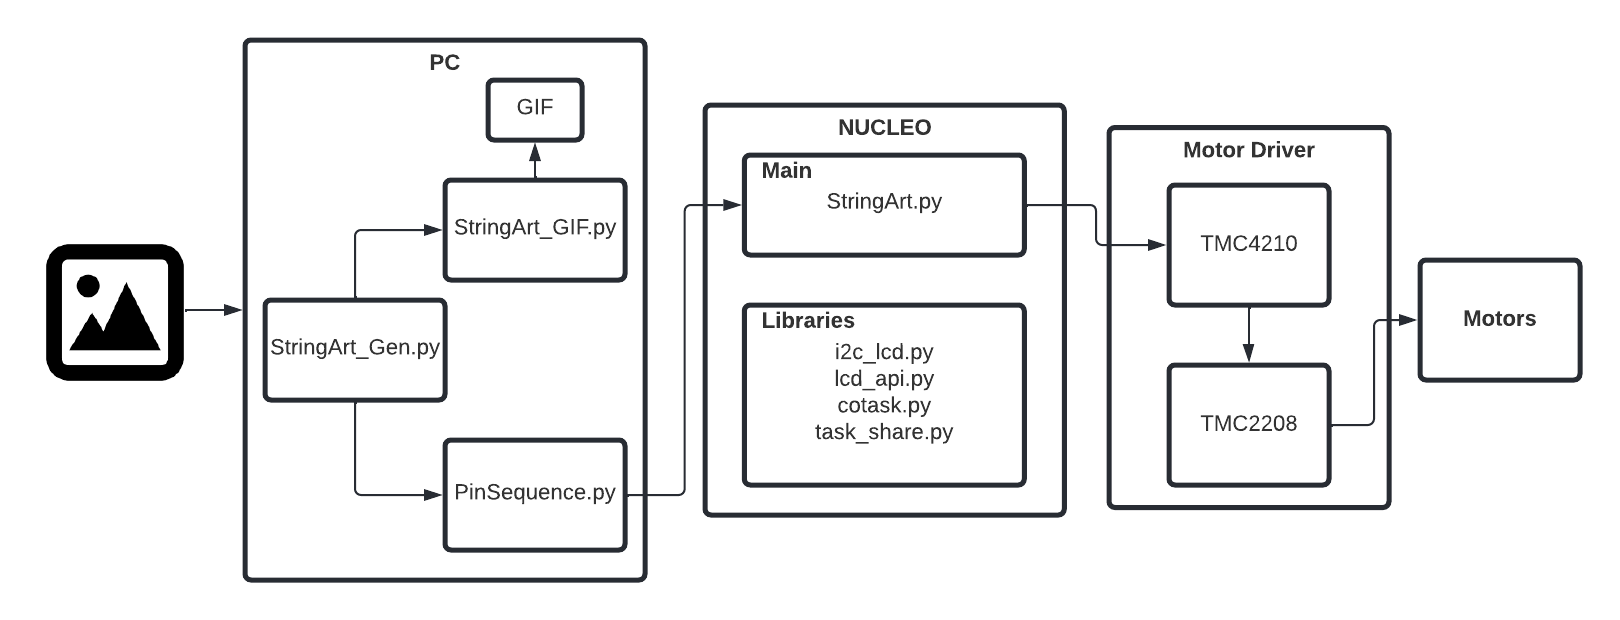 PC
GIF
StringArt_GIF.py
StringArt_Gen.py
PinSequence.py
NUCLEO
Main
StringArt.py
Libraries
i2c_lcd.py
lcd_api.py
cotask.py
task_share.py
Motor Driver
TMC4210
TMC2208
Motors